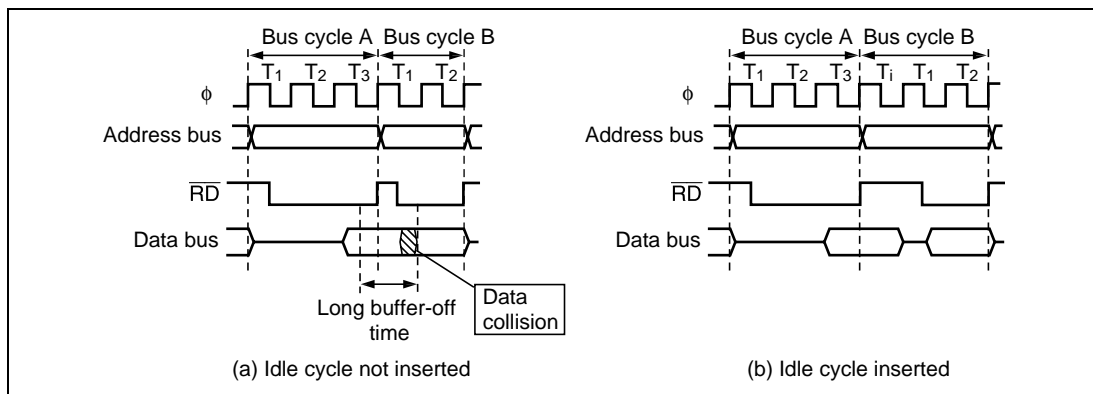 Bus cycle A Bus cycle B
T1 T2 T3 T1 T2
ϕ
Address bus
RD
Data bus
Long buffer-off
time
Data
collision
(a) Idle cycle not inserted
Bus cycle A Bus cycle B
T1 T2 T3 Ti T1 T2
ϕ
Address bus
RD
Data bus
(b) Idle cycle inserted